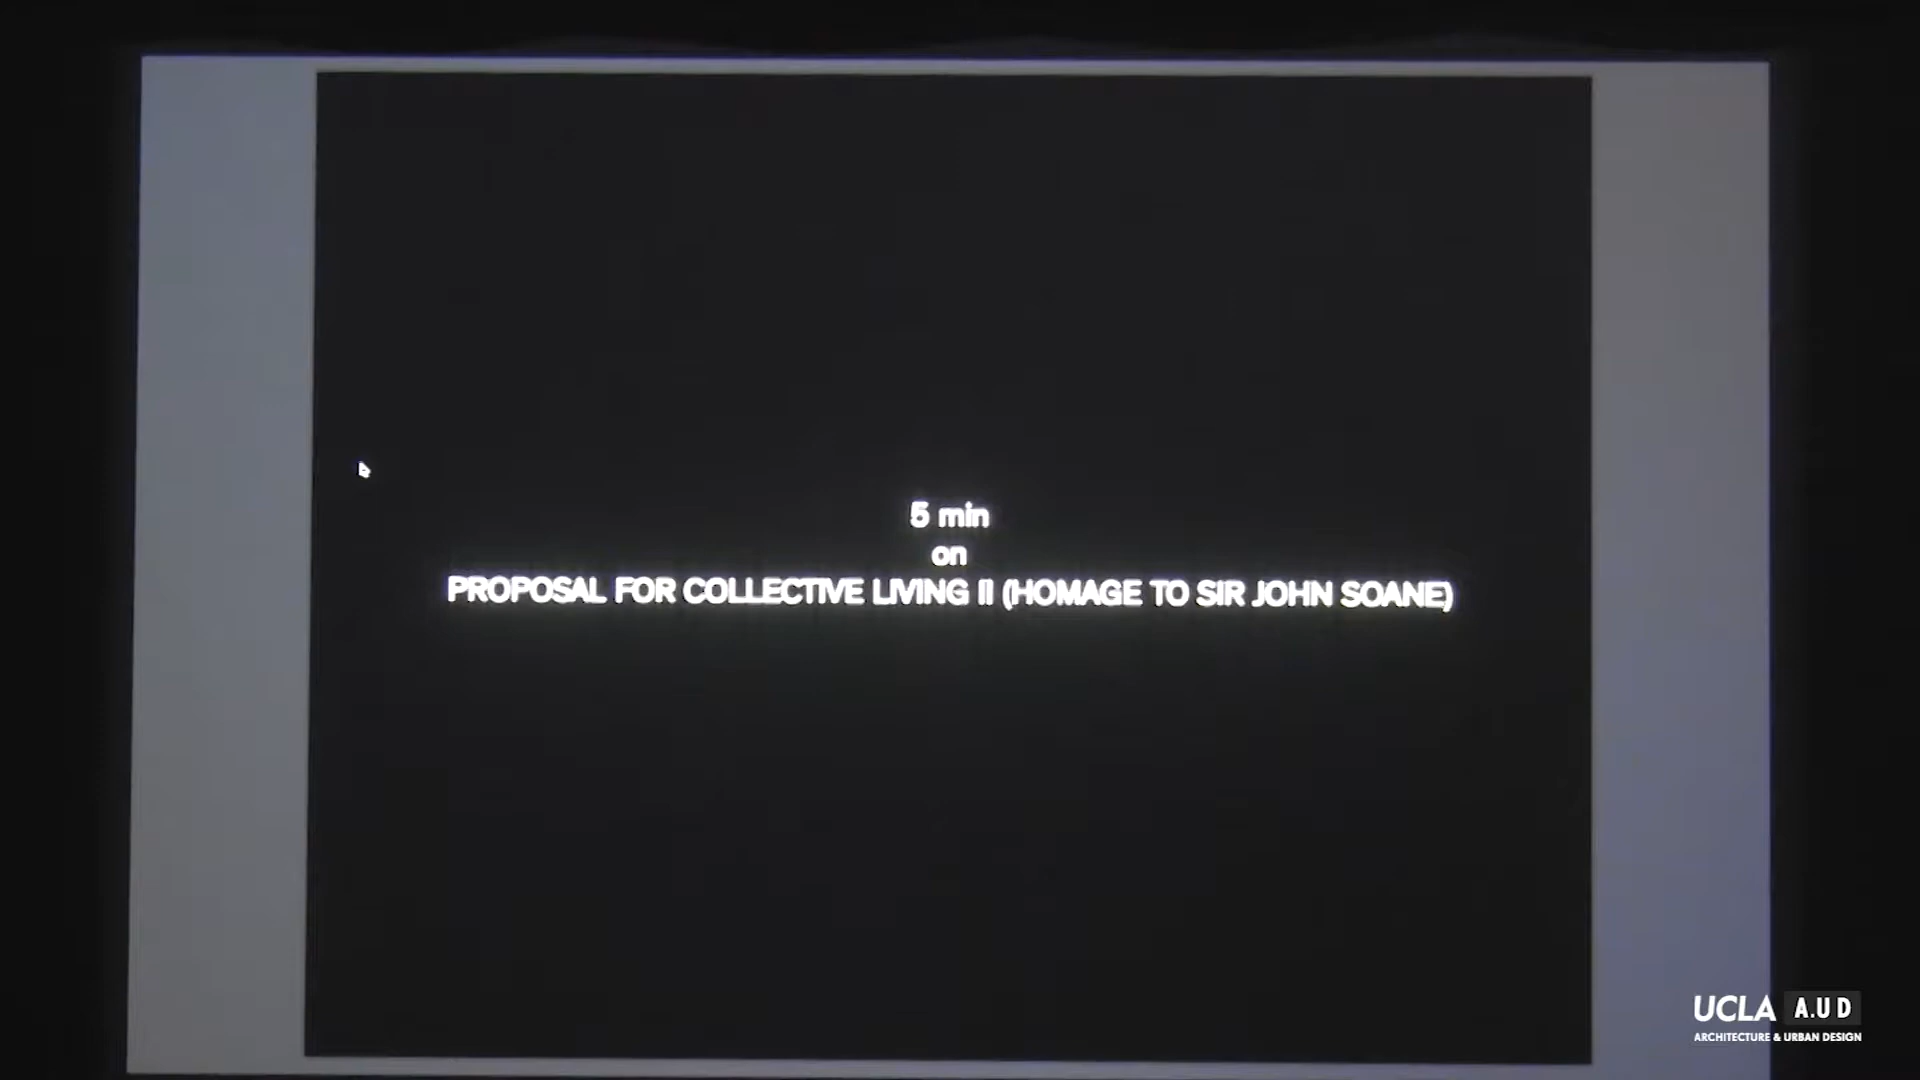 5 min
on
PROPOSAL FOR COLLECTIVE LIVING II (HOMAGE TO SIR JOHN SOANE)
UCLA A.U D
ARCHITECTURE & URBAN DESIGN